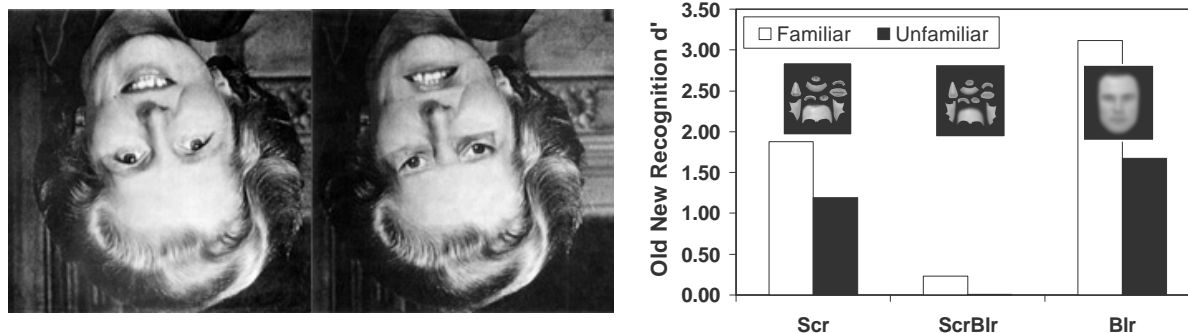 Old New Recognition d'
3.50
3.00
2.50
2.00
1.50
1.00
0.50
0.00
Familiar Unfamiliar
Scr ScrBlr Blr